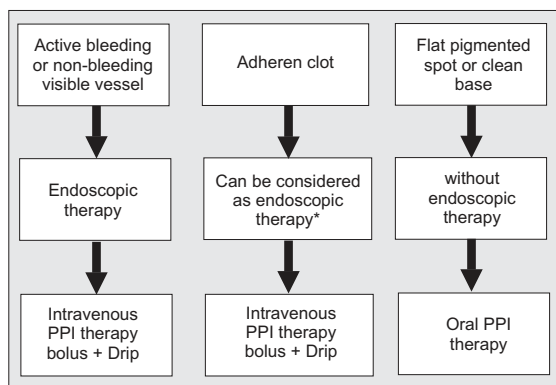 Active bleeding
or non-bleeding
visible vessel
Endoscopic
therapy
Intravenous
PPI therapy
bolus + Drip
Adheren clot
Can be considered
as endoscopic
therapy*
Intravenous
PPI therapy
bolus + Drip
Flat pigmented
spot or clean
base
without
endoscopic
therapy
Oral PPI
therapy